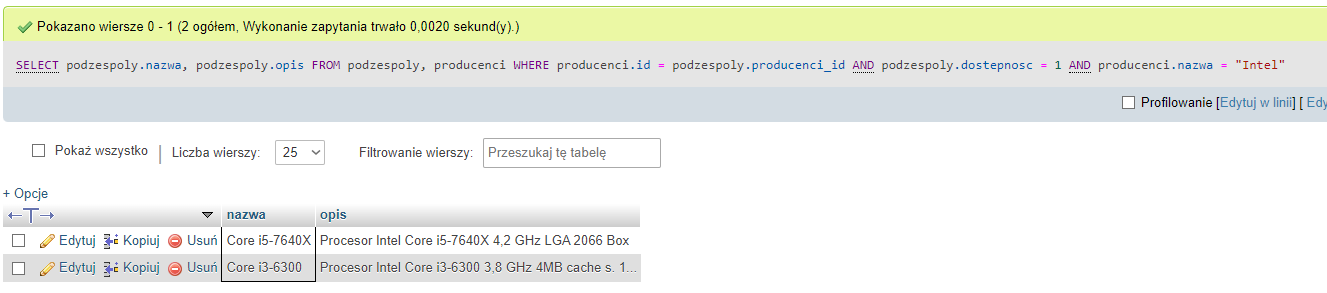 Pokazano wiersze 0 - 1 (2 ogółem, Wykonanie zapytania trwało 0,0020 sekund(y).)
SELECT podzespoly.nazwa, podzespoly.opis FROM podzespoly, producenci WHERE producenci.id = podzespoly.producenci_id AND podzespoly.dostepnosc = 1 AND producenci.nazwa = "Intel"
Profilowanie [Edytuj w linii] [ Edy
Pokaż wszystko | Liczba wierszy: 25 Filtrowanie wierszy: Przeszukaj tę tabelę
+ Opcje
←T→ nazwa opis
Edytuj Kopiuj Usuń Core i5-7640X Procesor Intel Core i5-7640X 4,2 GHz LGA 2066 Box
Edytuj Kopiuj Usuń Core i3-6300 Procesor Intel Core i3-6300 3,8 GHz 4MB cache s. 1...